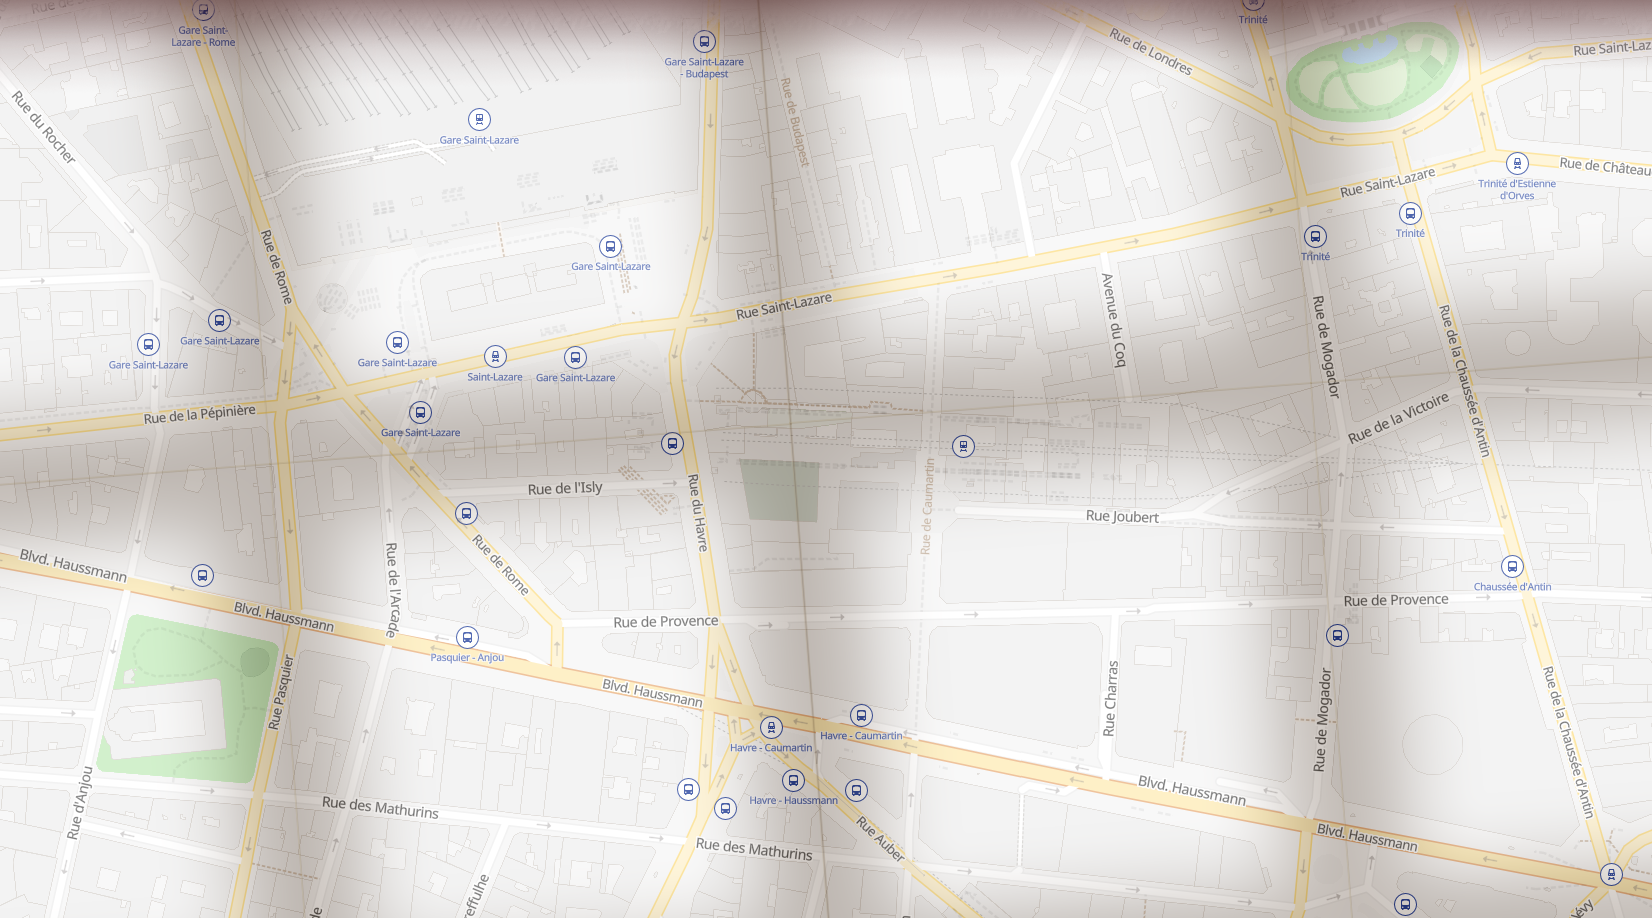 Gare Saint-
Lazare - Rome
Gare Saint-Lazare
- Budapest
Trinité
Rue de Londres
Rue Saint-Laz
Rue du Rocher
Gare Saint-Lazare
Rue de Budapest
Rue de Château
Trinité d'Estienne
d'Orves
Rue Saint-Lazare
Trinité
Trinité
Rue de Rome
Gare Saint-Lazare
Rue Saint-Lazare
Avenue du Coq
Rue de Mogador
Rue de la Chaussée d'Antin
Gare Saint-Lazare
Gare Saint-Lazare
Gare Saint-Lazare
Saint-Lazare
Gare Saint-Lazare
Rue de la Pépinière
Gare Saint-Lazare
Rue de la Victoire
Rue de l'Isly
Rue du Havre
Rue de Caumartin
Rue Joubert
Blvd. Haussmann
Rue de l'Arcade
Rue de Rome
Chaussée d'Antin
Blvd. Haussmann
Rue de Provence
Rue de Provence
Pasquier - Anjou
Rue Pasquier
Blvd. Haussmann
Rue Charras
Rue de Mogador
Rue de la Chaussée d'Antin
Havre - Caumartin
Havre - Caumartin
Rue d'Anjou
Rue des Mathurins
Havre - Haussmann
Blvd. Haussmann
Rue Auber
Blvd. Haussmann
Rue des Mathurins
effulhe
de